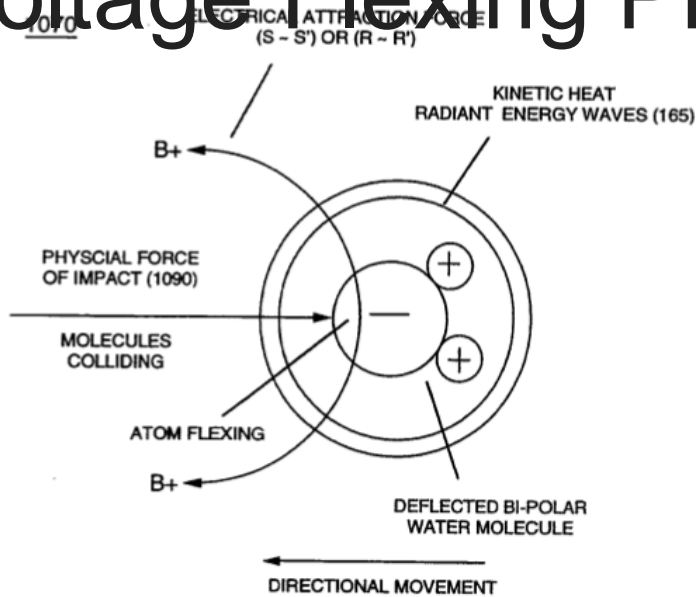 oltage Flexing P
1070
ELECTRICAL ATTRACTION FORCE
(S ~ S') OR (R ~ R')
KINETIC HEAT
RADIANT ENERGY WAVES (165)
B+
PHYSCIAL FORCE
OF IMPACT (1090)
MOLECULES
COLLIDING
+
−
+
ATOM FLEXING
B+
DEFLECTED BI-POLAR
WATER MOLECULE
DIRECTIONAL MOVEMENT